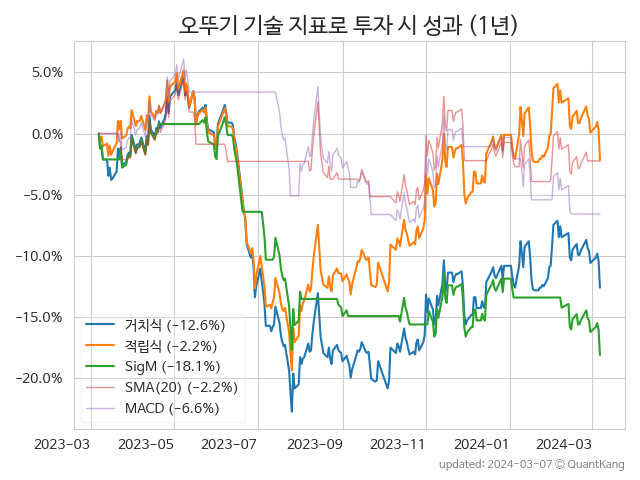 오뚜기 기술 지표로 투자 시 성과 (1년)
5.0%
0.0%
−5.0%
−10.0%
−15.0%
−20.0%
거치식 (−12.6%)
적립식 (−2.2%)
SigM (−18.1%)
SMA(20) (−2.2%)
MACD (−6.6%)
2023−03 2023−05 2023−07 2023−09 2023−11 2024−01 2024−03
updated: 2024−03−07 © QuantKang